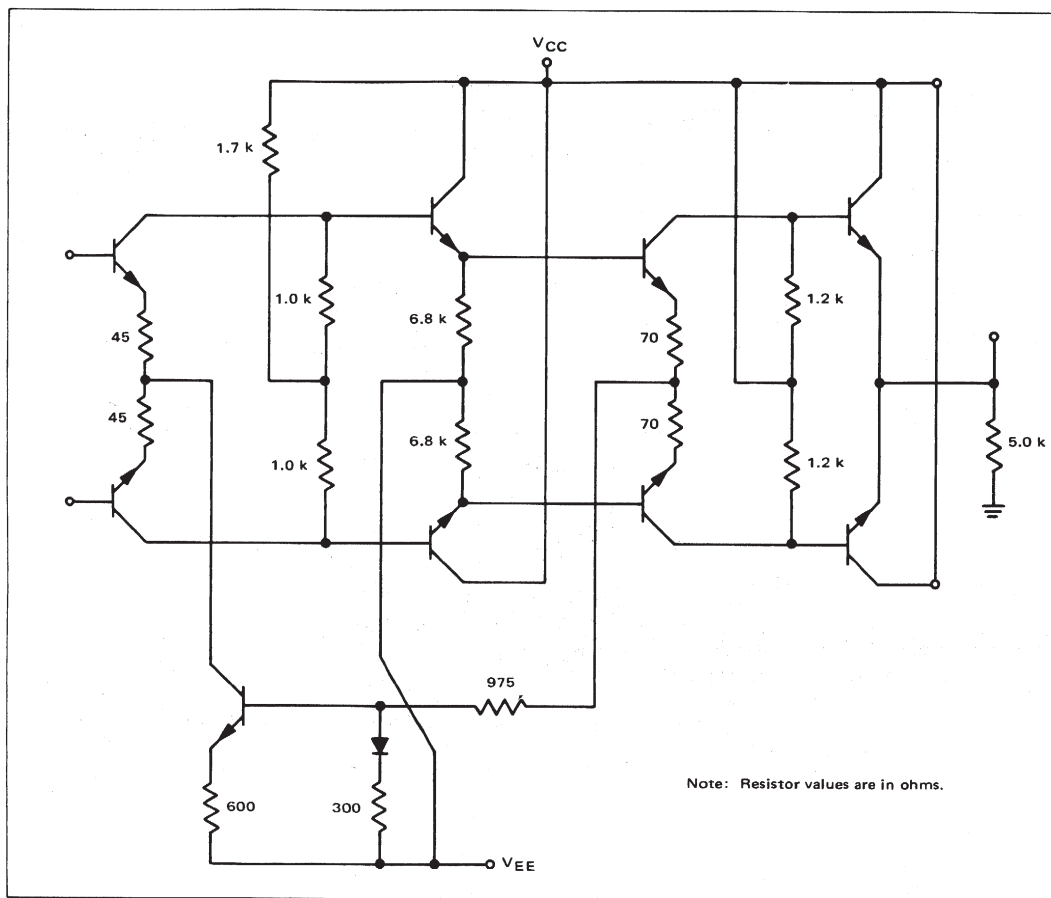 VCC
1.7 k
1.0 k
6.8 k
1.2 k
45
70
45
6.8 k
70
5.0 k
1.0 k
1.2 k
975
600
300
Note: Resistor values are in ohms.
VEE